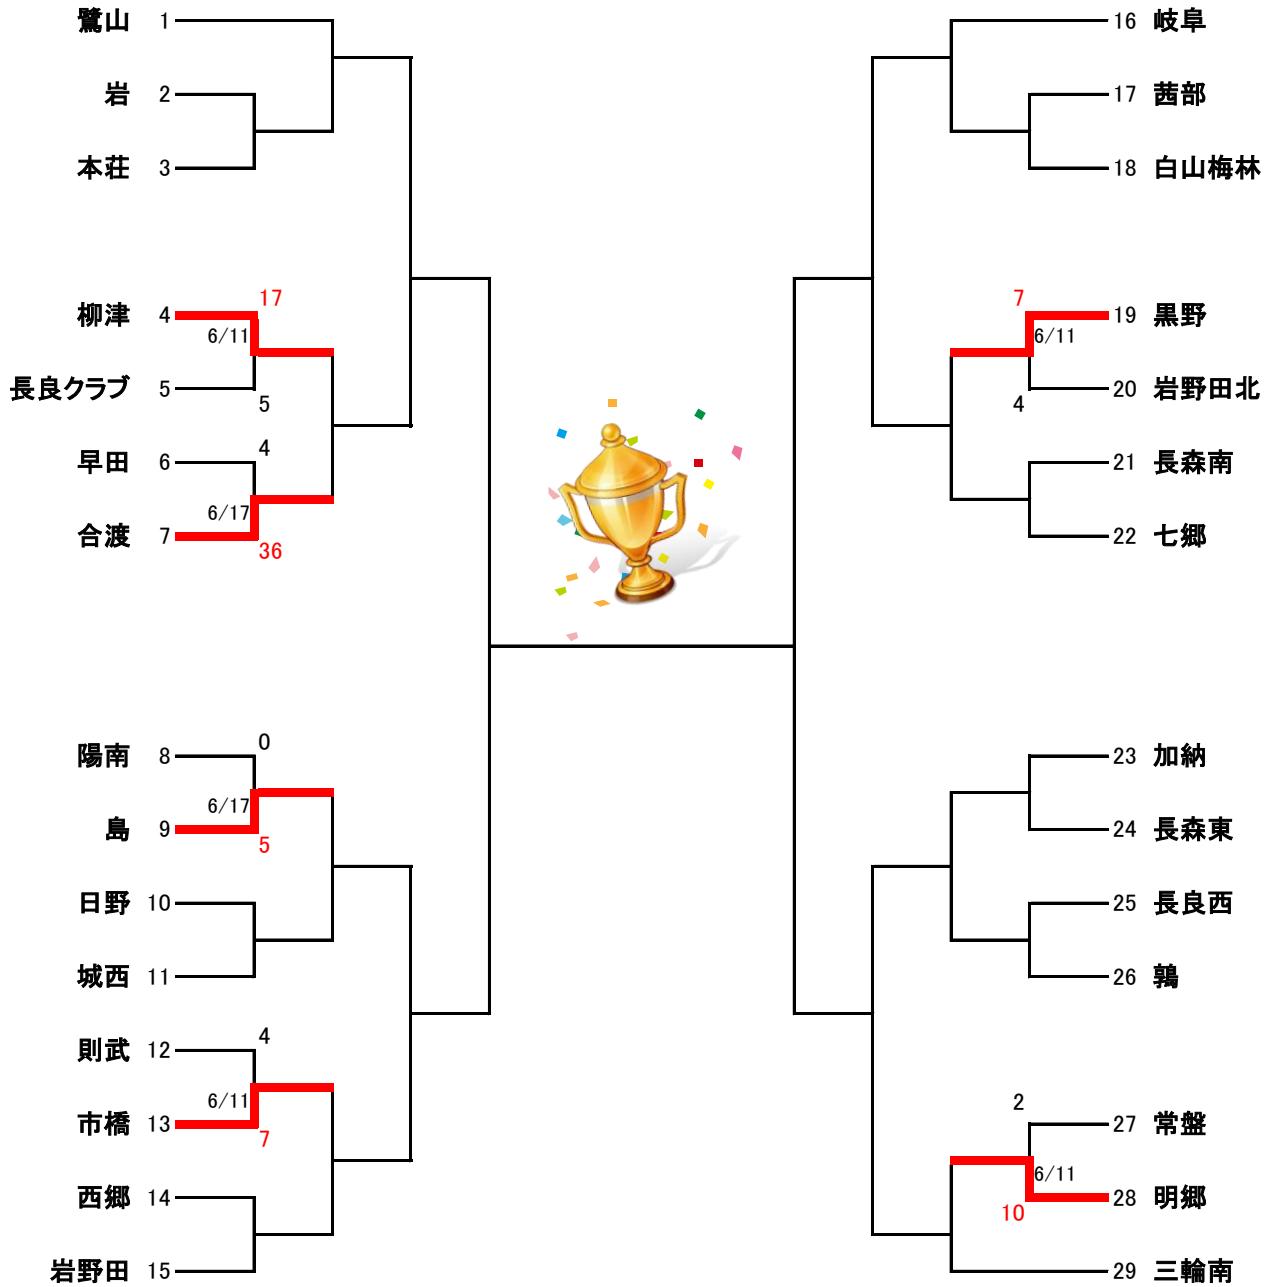 鷺山 1
岩 2
本荘 3
17
柳津 4
6/11
長良クラブ 5
5
4
早田 6
6/17
合渡 7
36
0
陽南 8
6/17
島 9
5
日野 10
城西 11
4
則武 12
6/11
市橋 13
7
西郷 14
岩野田 15
16 岐阜
17 茜部
18 白山梅林
7
19 黒野
6/11
20 岩野田北
4
21 長森南
22 七郷
23 加納
24 長森東
25 長良西
26 鶉
2
27 常盤
6/11
28 明郷
10
29 三輪南